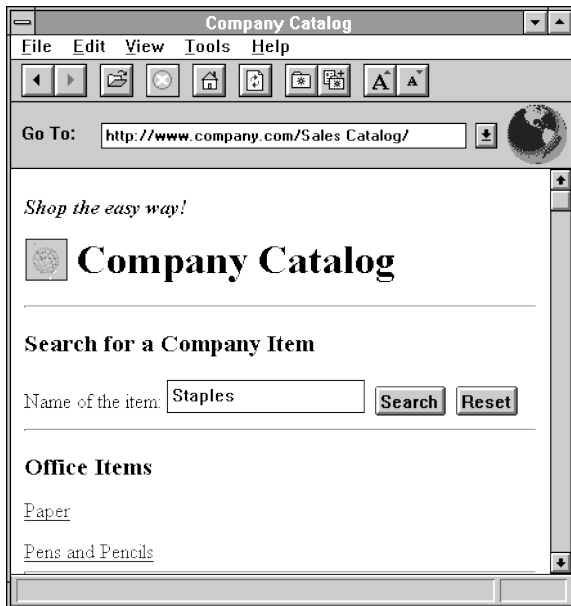 Company Catalog
File Edit View Tools Help
A A
Go To: http://www.company.com/Sales Catalog/
Shop the easy way!
Company Catalog
Search for a Company Item
Name of the item: Staples Search Reset
Office Items
Paper
Pens and Pencils